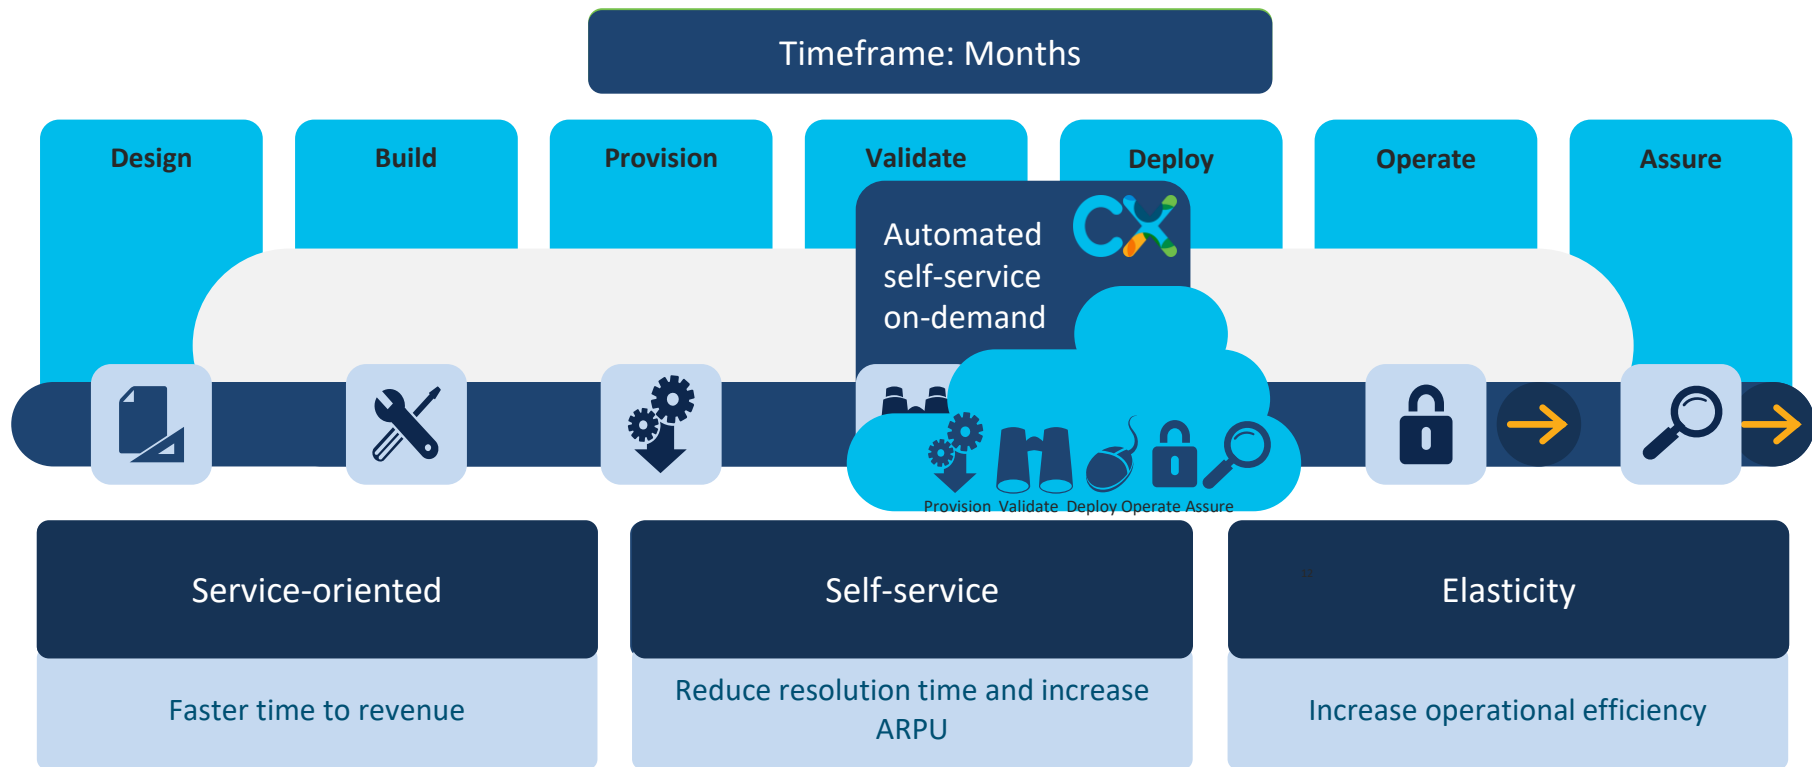 Timeframe: Months
Design
Build
Provision
Validate
Deploy
Operate
Assure
CX
Automated
self-service
on-demand
Provision Validate Deploy Operate Assure
Service-oriented
Self-service
Elasticity
Faster time to revenue
Reduce resolution time and increase
ARPU
Increase operational efficiency